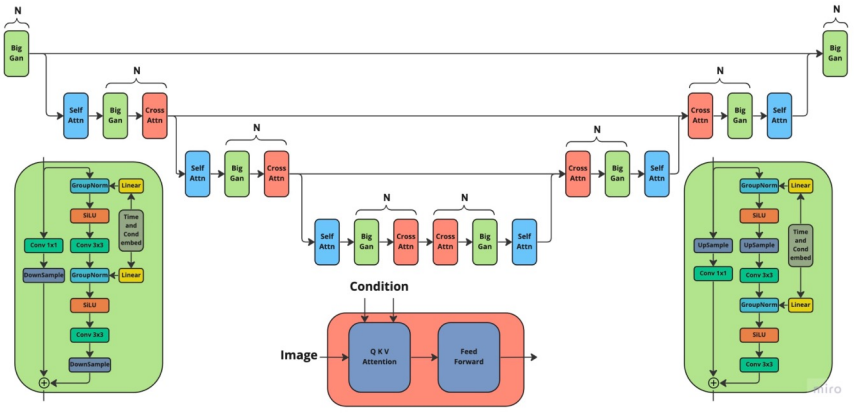 N
N
Big
Gan
Big
Gan
N
N
Self
Attn
Big
Gan
Cross
Attn
Cross
Attn
Big
Gan
Self
Attn
N
N
Self
Attn
Big
Gan
Cross
Attn
Cross
Attn
Big
Gan
Self
Attn
N
N
Self
Attn
Big
Gan
Cross
Attn
Cross
Attn
Big
Gan
Self
Attn
GroupNorm
Linear
SiLU
Time
and
Cond
embed
Conv 1x1
Conv 3x3
DownSample
GroupNorm
Linear
SiLU
Conv 3x3
DownSample
Condition
Image
Q K V
Attention
Feed
Forward
GroupNorm
Linear
SiLU
Time
and
Cond
embed
UpSample
UpSample
Conv 1x1
Conv 3x3
GroupNorm
Linear
SiLU
Conv 3x3
miro